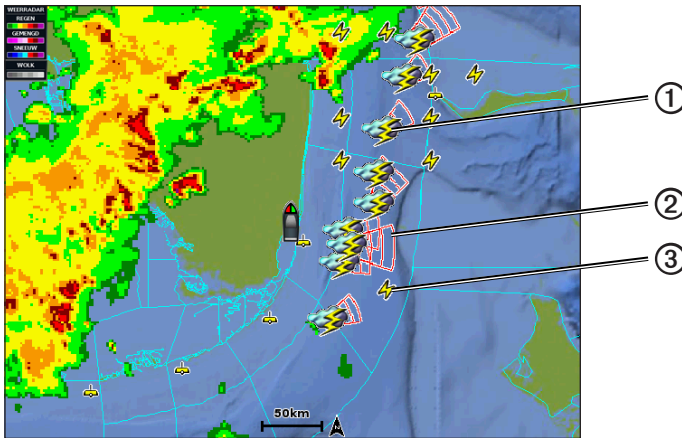 WEERRADAR
REGEN
GEMENGD
SNEEUW
WOLK
①
②
③
50km